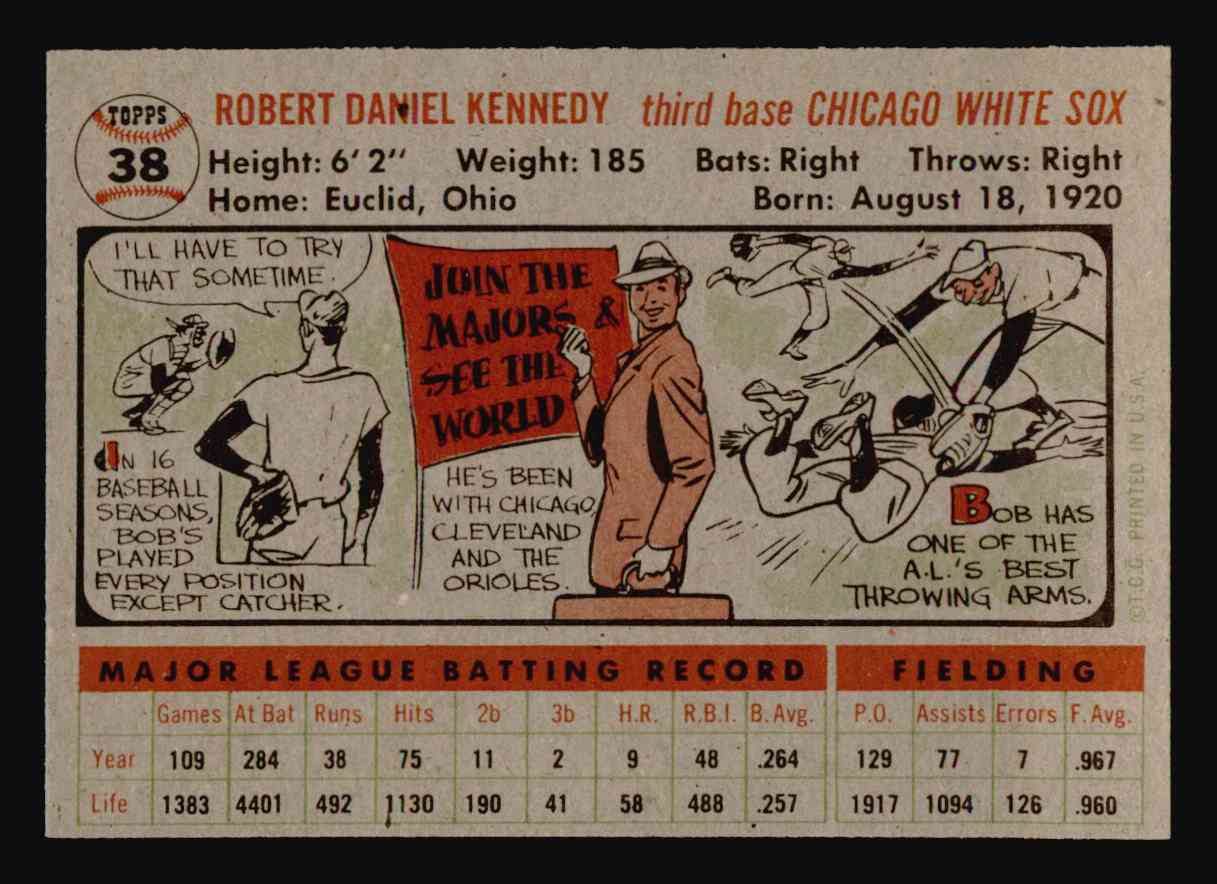 TOPPS
38
ROBERT DANIEL KENNEDY third base CHICAGO WHITE SOX
Height: 6' 2" Weight: 185 Bats: Right Throws: Right
Home: Euclid, Ohio Born: August 18, 1920
I'LL HAVE TO TRY
THAT SOMETIME.
IN 16
BASEBALL
SEASONS,
BOB'S
PLAYED
EVERY POSITION
EXCEPT CATCHER.
JOIN THE
MAJORS &
SEE THE
WORLD
HE'S BEEN
WITH CHICAGO,
CLEVELAND
AND THE
ORIOLES.
BOB HAS
ONE OF THE
A.L.'S BEST
THROWING ARMS.
©T.C.G. PRINTED IN U.S.A.
MAJOR LEAGUE BATTING RECORD FIELDING
Games At Bat Runs Hits 2b 3b H.R. R.B.I. B. Avg. P.O. Assists Errors F. Avg.
Year 109 284 38 75 11 2 9 48 .264 129 77 7 .967
Life 1383 4401 492 1130 190 41 58 488 .257 1917 1094 126 .960